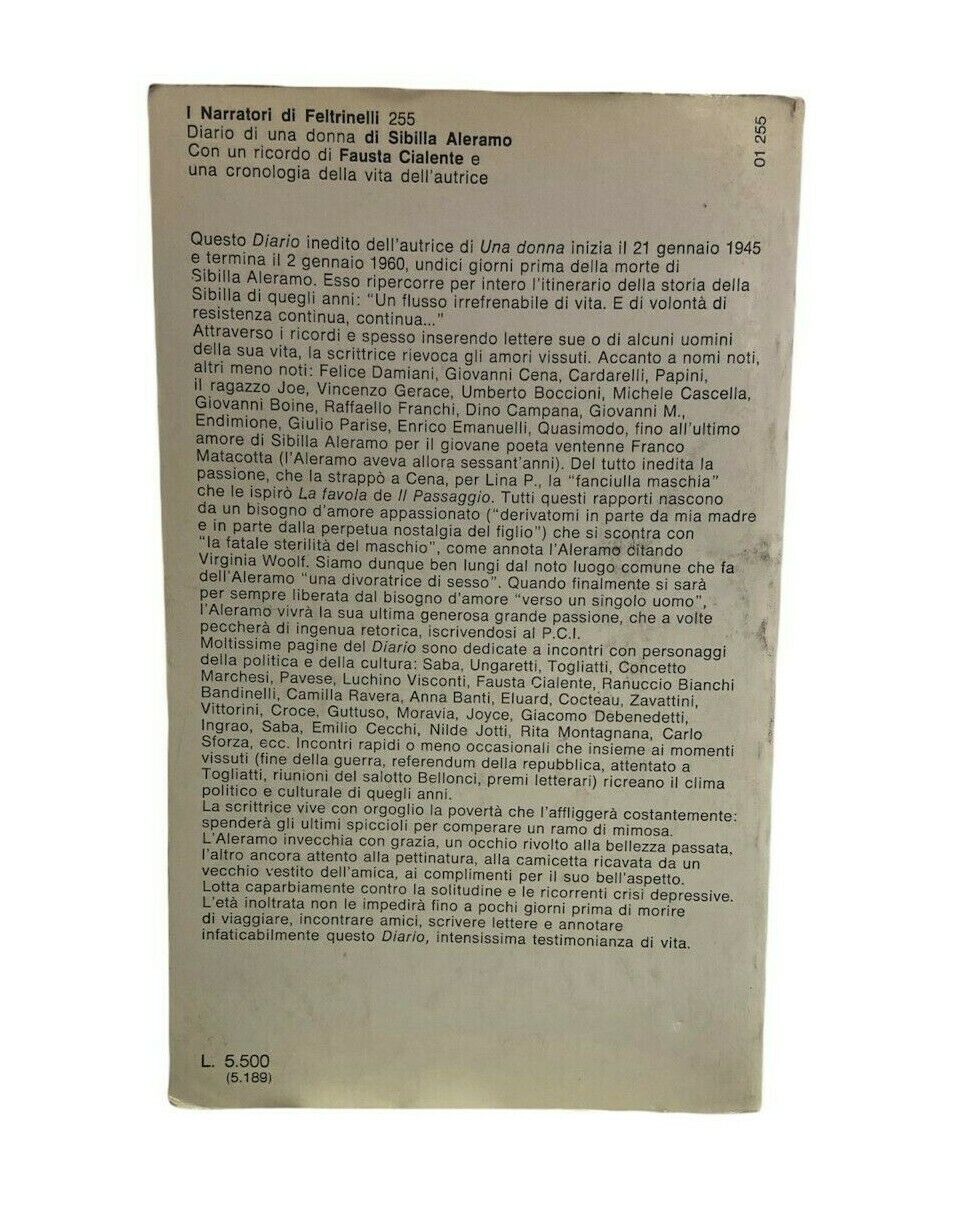 I Narratori di Feltrinelli 255
Diario di una donna di Sibilla Aleramo
Con un ricordo di Fausta Cialente e
una cronologia della vita dell'autrice
01 255
Questo Diario inedito dell'autrice di Una donna inizia il 21 gennaio 1945
e termina il 2 gennaio 1960, undici giorni prima della morte di
Sibilla Aleramo. Esso ripercorre per intero l'itinerario della storia della
Sibilla di quegli anni: "Un flusso irrefrenabile di vita. E di volontà di
resistenza continua, continua..."
Attraverso i ricordi e spesso inserendo lettere sue o di alcuni uomini
della sua vita, la scrittrice rievoca gli amori vissuti. Accanto a nomi noti,
altri meno noti: Felice Damiani, Giovanni Cena, Cardarelli, Papini,
il ragazzo Joe, Vincenzo Gerace, Umberto Boccioni, Michele Cascella,
Giovanni Boine, Raffaello Franchi, Dino Campana, Giovanni M.,
Endimione, Giulio Parise, Enrico Emanuelli, Quasimodo, fino all'ultimo
amore di Sibilla Aleramo per il giovane poeta ventenne Franco
Matacotta (l'Aleramo aveva allora sessant'anni). Del tutto inedita la
passione, che la strappò a Cena, per Lina P., la "fanciulla maschia"
che le ispirò La favola de Il Passaggio. Tutti questi rapporti nascono
da un bisogno d'amore appassionato ("derivatomi in parte da mia madre
e in parte dalla perpetua nostalgia del figlio") che si scontra con
"la fatale sterilità del maschio", come annota l'Aleramo citando
Virginia Woolf. Siamo dunque ben lungi dal noto luogo comune che fa
dell'Aleramo "una divoratrice di sesso". Quando finalmente si sarà
per sempre liberata dal bisogno d'amore "verso un singolo uomo",
l'Aleramo vivrà la sua ultima generosa grande passione, che a volte
peccherà di ingenua retorica, iscrivendosi al P.C.I.
Moltissime pagine del Diario sono dedicate a incontri con personaggi
della politica e della cultura: Saba, Ungaretti, Togliatti, Concetto
Marchesi, Pavese, Luchino Visconti, Fausta Cialente, Ranuccio Bianchi
Bandinelli, Camilla Ravera, Anna Banti, Eluard, Cocteau, Zavattini,
Vittorini, Croce, Guttuso, Moravia, Joyce, Giacomo Debenedetti,
Ingrao, Saba, Emilio Cecchi, Nilde Jotti, Rita Montagnana, Carlo
Sforza, ecc. Incontri rapidi o meno occasionali che insieme ai momenti
vissuti (fine della guerra, referendum della repubblica, attentato a
Togliatti, riunioni del salotto Bellonci, premi letterari) ricreano il clima
politico e culturale di quegli anni.
La scrittrice vive con orgoglio la povertà che l'affliggerà costantemente:
spenderà gli ultimi spiccioli per comperare un ramo di mimosa.
L'Aleramo invecchia con grazia, un occhio rivolto alla bellezza passata,
l'altro ancora attento alla pettinatura, alla camicetta ricavata da un
vecchio vestito dell'amica, ai complimenti per il suo bell'aspetto.
Lotta caparbiamente contro la solitudine e le ricorrenti crisi depressive.
L'età inoltrata non le impedirà fino a pochi giorni prima di morire
di viaggiare, incontrare amici, scrivere lettere e annotare
infaticabilmente questo Diario, intensissima testimonianza di vita.
L. 5.500
(5.189)